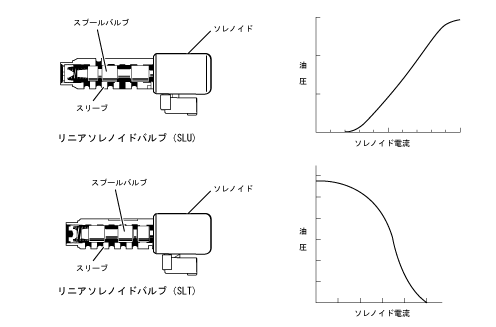 スプールバルブ
ソレノイド
スリーブ
リニアソレノイドバルブ (SLU)
油圧
ソレノイド電流
スプールバルブ
ソレノイド
スリーブ
リニアソレノイドバルブ (SLT)
油圧
ソレノイド電流